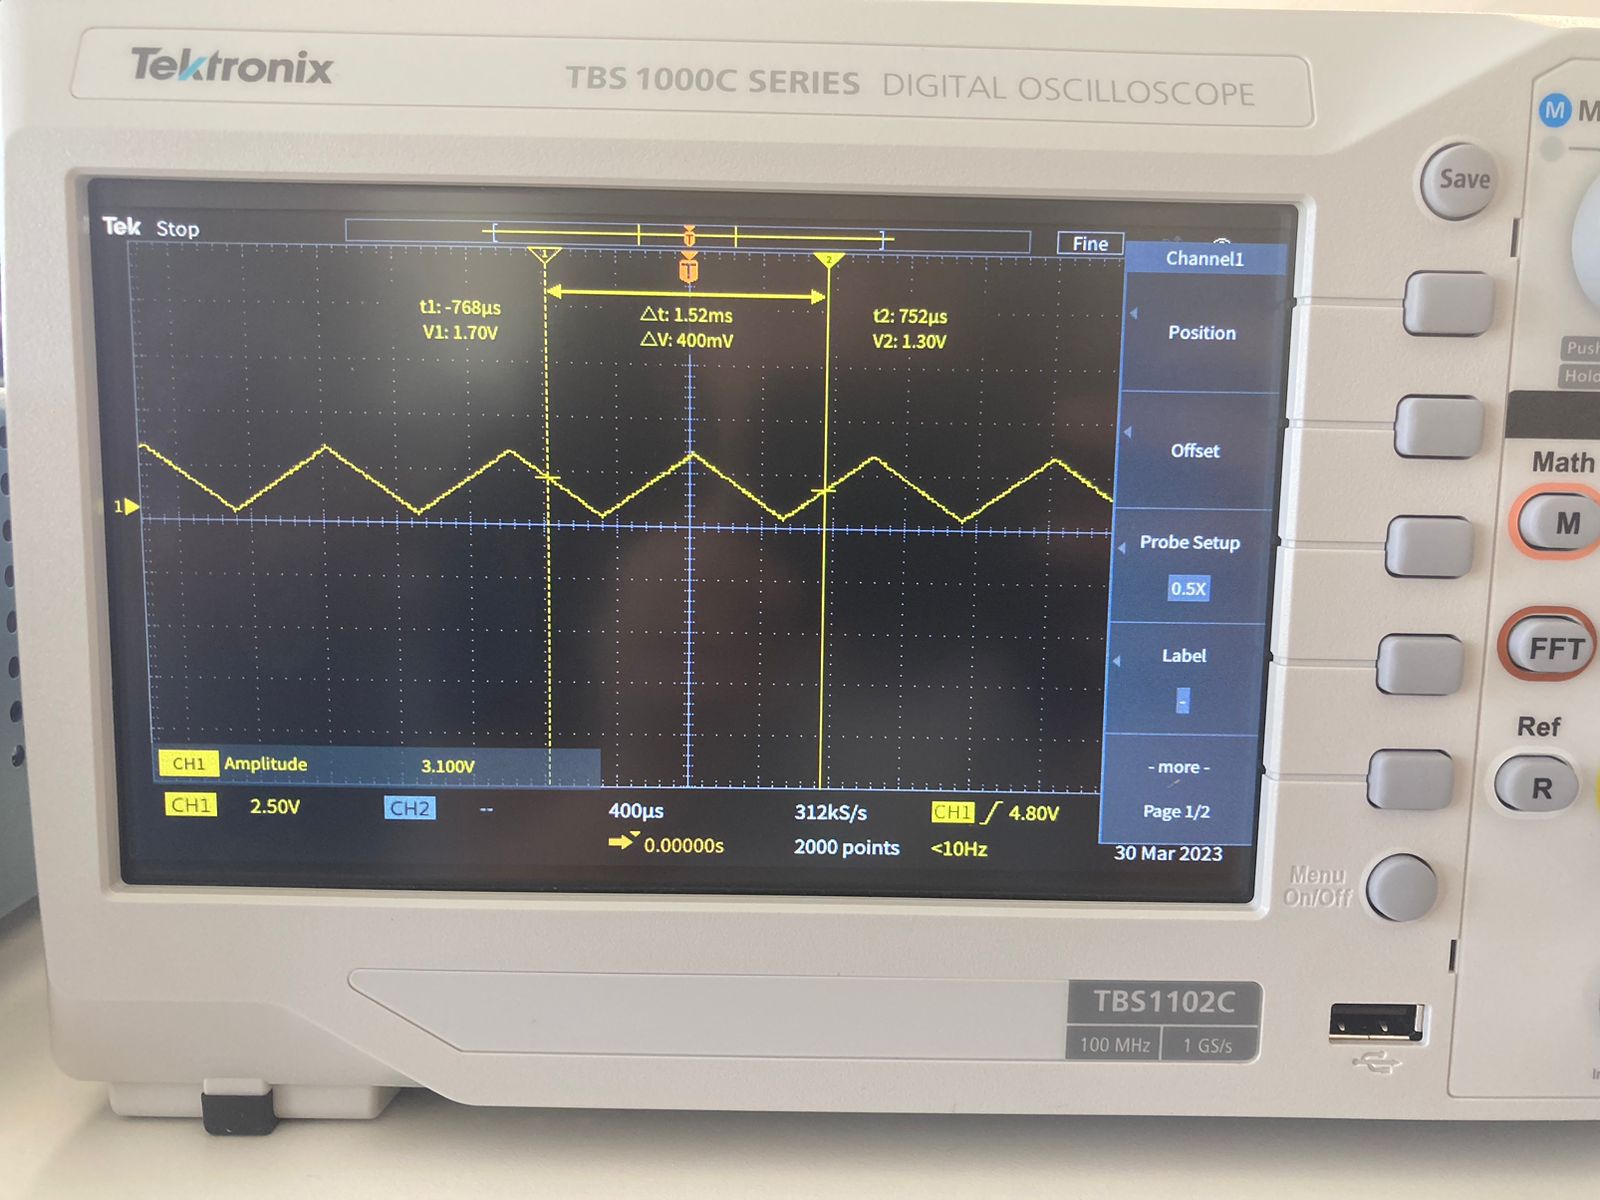 Tektronix
TBS 1000C SERIES DIGITAL OSCILLOSCOPE
M
Save
Tek Stop
T
Fine
1
T
2
Channel1
t1: -768µs
V1: 1.70V
△t: 1.52ms
△V: 400mV
t2: 752µs
V2: 1.30V
Position
Offset
1
Probe Setup
0.5X
Label
-
- more -
Page 1/2
CH1 Amplitude 3.100V
CH1 2.50V CH2 -- 400µs 312kS/s CH1 4.80V
0.00000s 2000 points <10Hz
30 Mar 2023
Math
M
FFT
Ref
R
Menu
On/Off
TBS1102C
100 MHz 1 GS/s